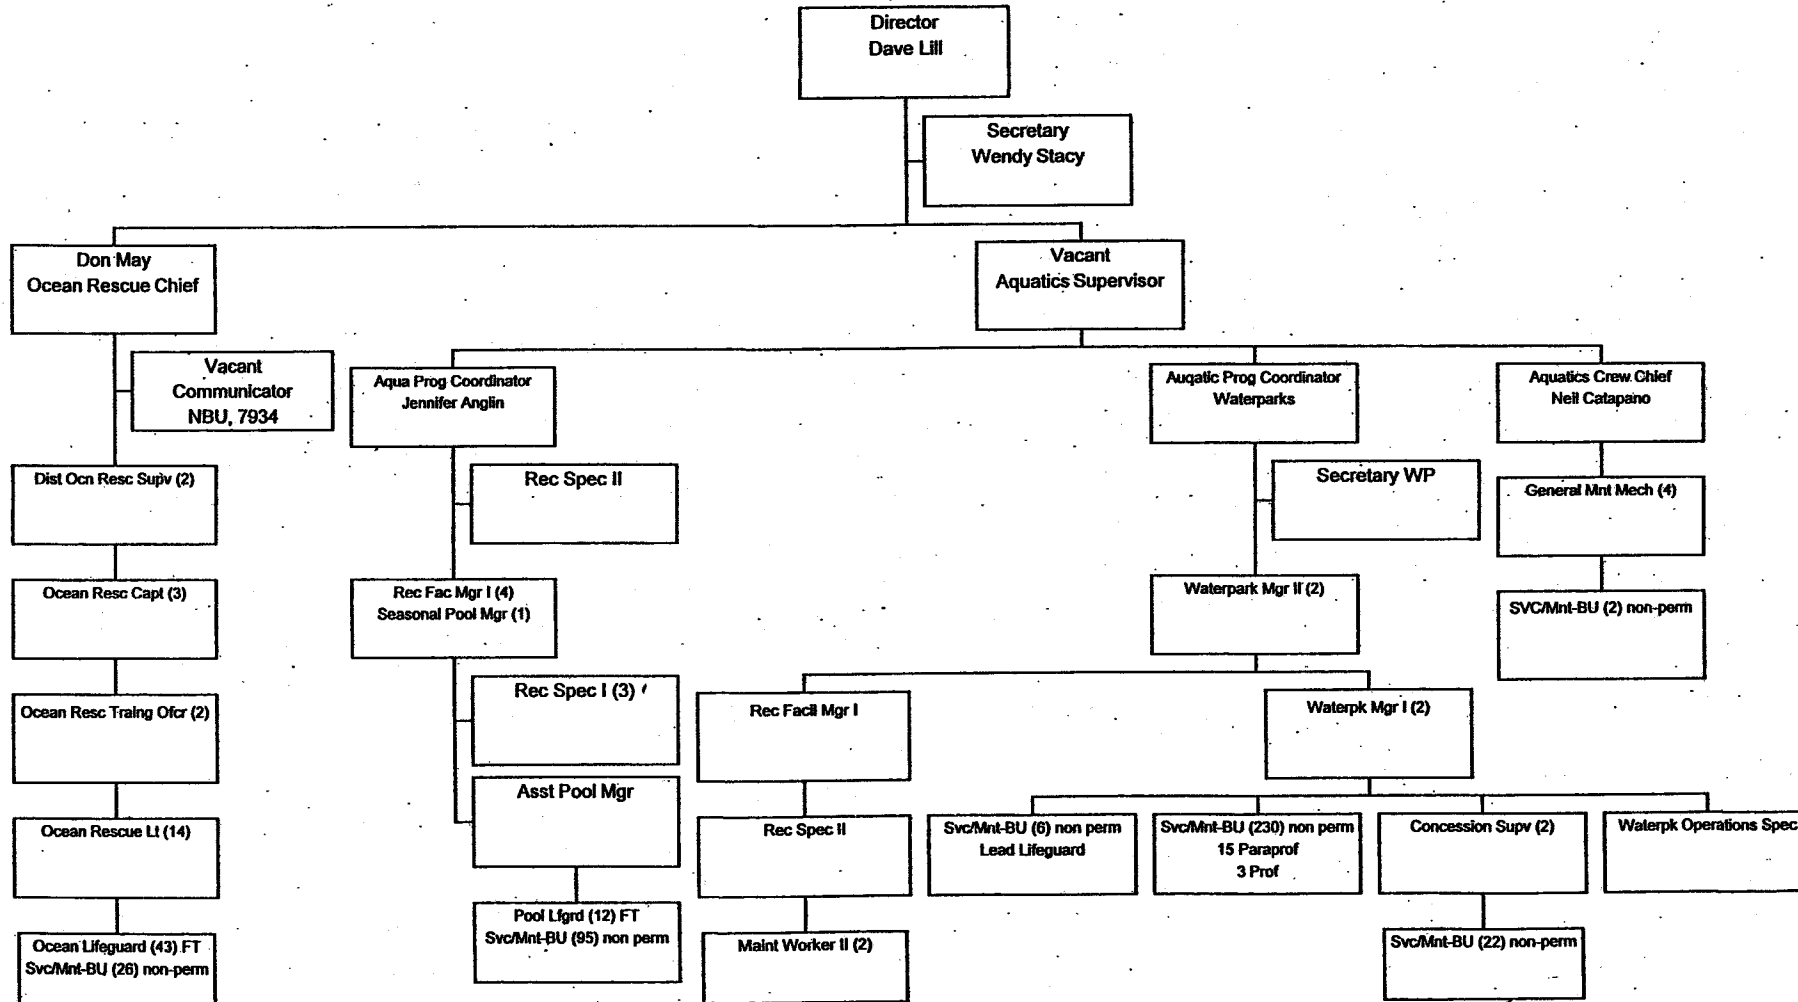 Director
Dave Lill
Secretary
Wendy Stacy
Don May
Ocean Rescue Chief
Vacant
Aquatics Supervisor
Vacant
Communicator
NBU, 7934
Aqua Prog Coordinator
Jennifer Anglin
Auqatic Prog Coordinator
Waterparks
Aquatics Crew Chief
Neil Catapano
Dist Ocn Resc Supv (2)
Rec Spec II
Secretary WP
General Mnt Mech (4)
Ocean Resc Capt (3)
Rec Fac Mgr I (4)
Seasonal Pool Mgr (1)
Waterpark Mgr II (2)
SVC/Mnt-BU (2) non-perm
Ocean Resc Traing Ofcr (2)
Rec Spec I (3)
Rec Facil Mgr I
Waterpk Mgr I (2)
Asst Pool Mgr
Ocean Rescue Lt (14)
Rec Spec II
Svc/Mnt-BU (6) non perm
Lead Lifeguard
Svc/Mnt-BU (230) non perm
15 Paraprof
3 Prof
Concession Supv (2)
Waterpk Operations Spec
Ocean Lifeguard (43) FT
Svc/Mnt-BU (26) non-perm
Pool Lfgrd (12) FT
Svc/Mnt-BU (95) non perm
Maint Worker II (2)
Svc/Mnt-BU (22) non-perm